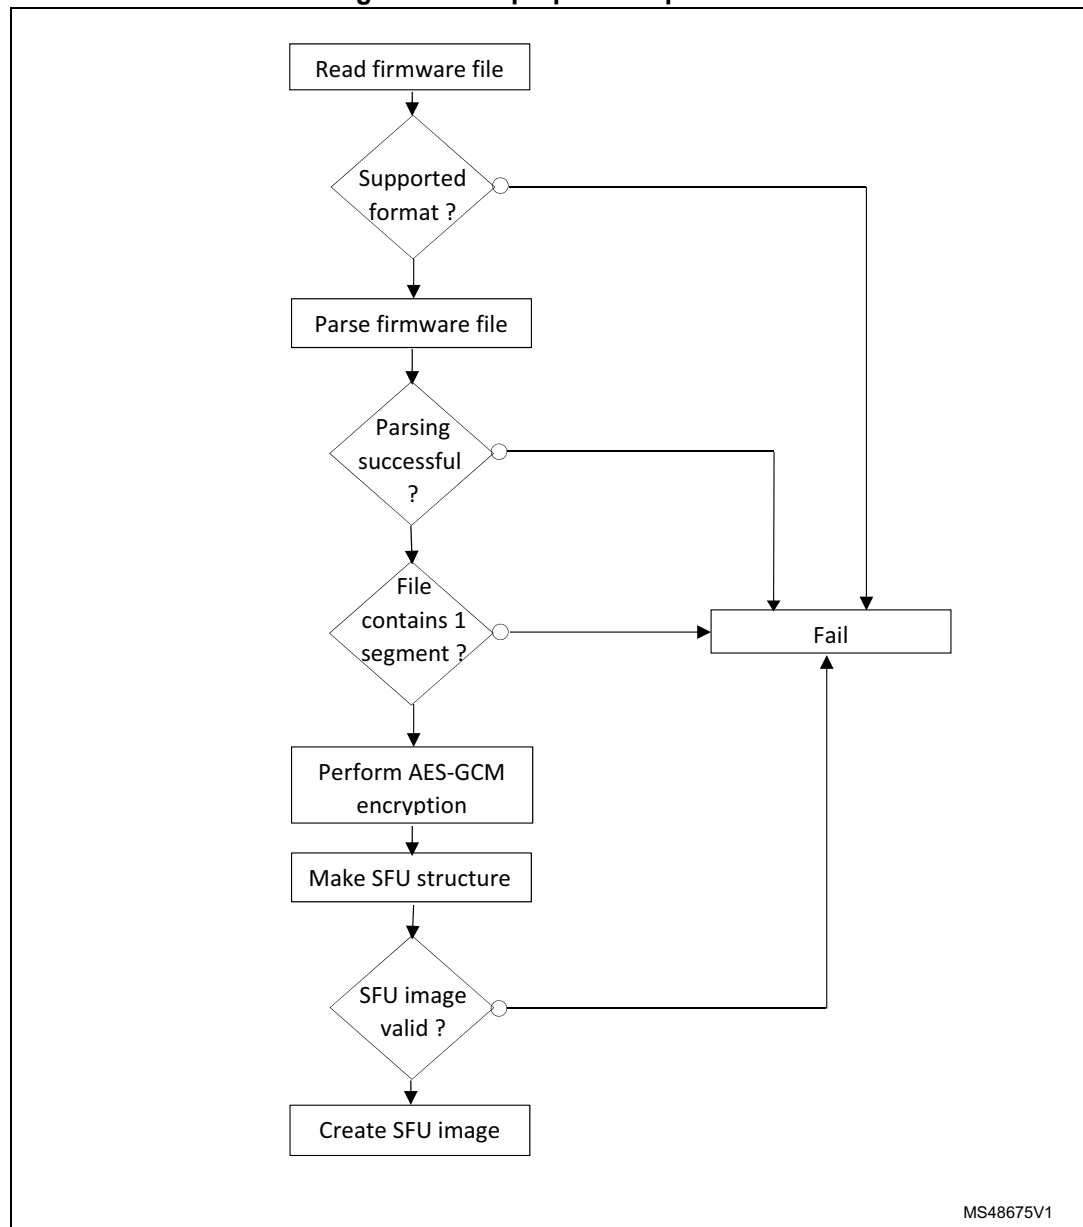 Read firmware file
Supported
format ?
Parse firmware file
Parsing
successful
?
File
contains 1
segment ?
Fail
Perform AES-GCM
encryption
Make SFU structure
SFU image
valid ?
Create SFU image
MS48675V1